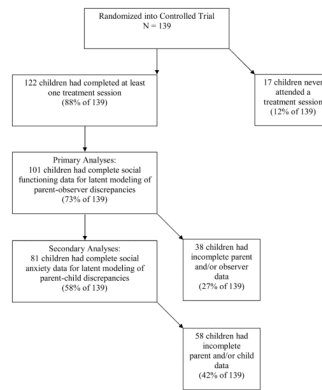 Randomized into Controlled Trial
N = 139
122 children had completed at least
one treatment session
(88% of 139)
17 children never
attended a
treatment session
(12% of 139)
Primary Analyses:
101 children had complete social
functioning data for latent modeling of
parent-observer discrepancies
(73% of 139)
Secondary Analyses:
81 children had complete social
anxiety data for latent modeling of
parent-child discrepancies
(58% of 139)
38 children had
incomplete parent
and/or observer
data
(27% of 139)
58 children had
incomplete
parent and/or child
data
(42% of 139)